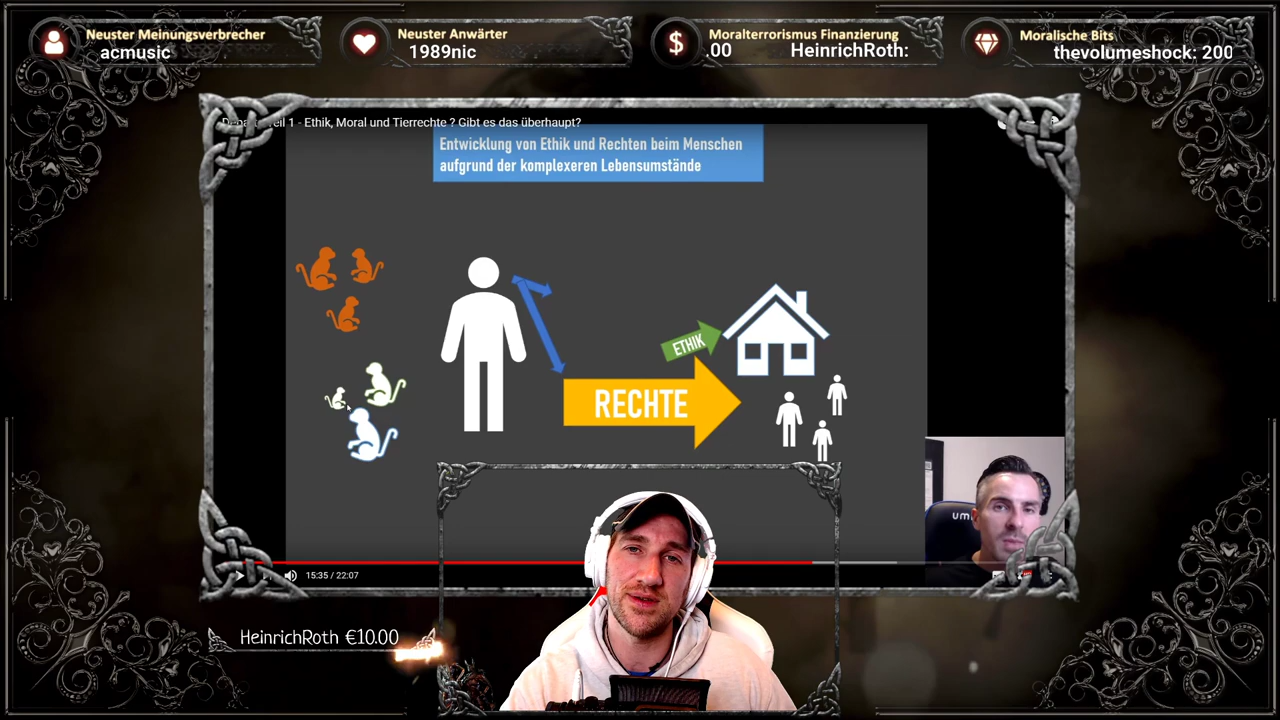 Neuster Meinungsverbrecher
acmusic
Neuster Anwärter
1989nic
$
Moralterrorismus Finanzierung
.00 HeinrichRoth:
Moralische Bits
thevolumeshock: 200
Teil 1 - Ethik, Moral und Tierrechte ? Gibt es das überhaupt?
Entwicklung von Ethik und Rechten beim Menschen
aufgrund der komplexeren Lebensumstände
ETHIK
RECHTE
15:35 / 22:07
HeinrichRoth €10.00